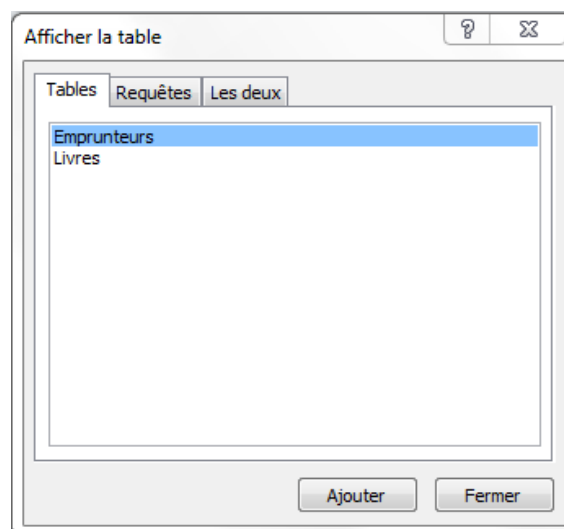 Afficher la table
Tables Requêtes Les deux
Emprunteurs
Livres
Ajouter Fermer